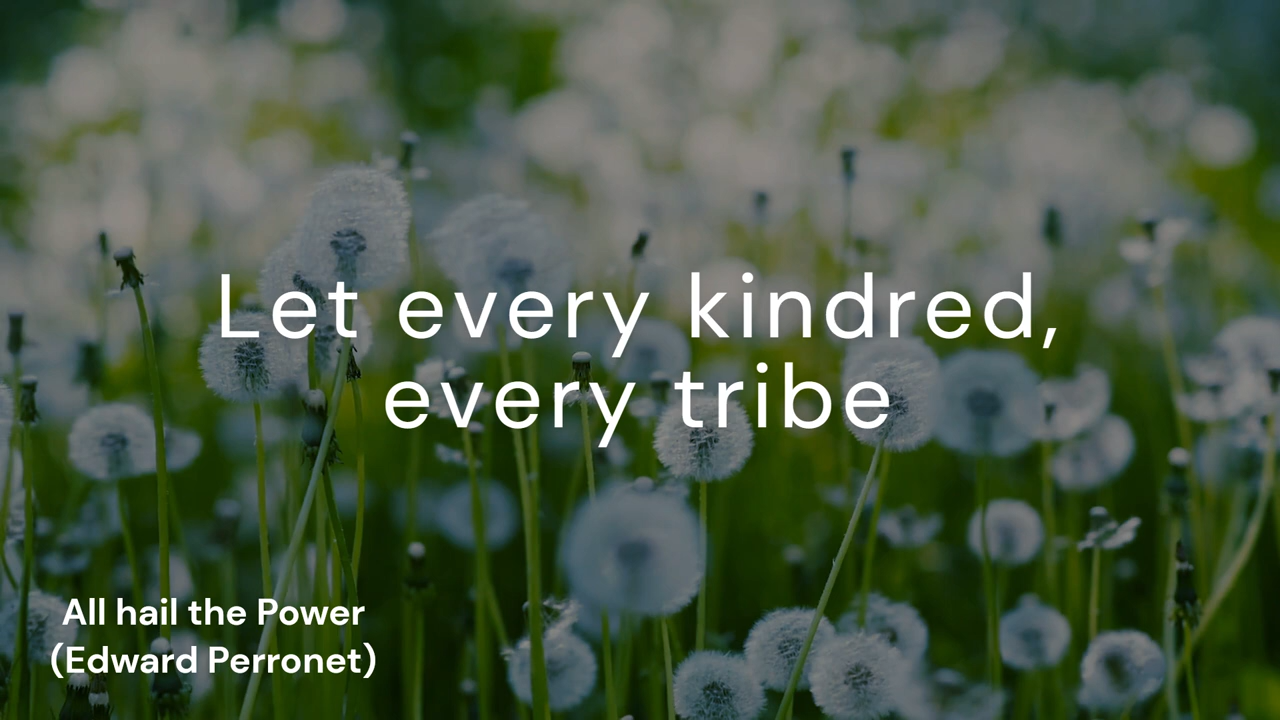 Let every kindred,
every tribe
All hail the Power
(Edward Perronet)